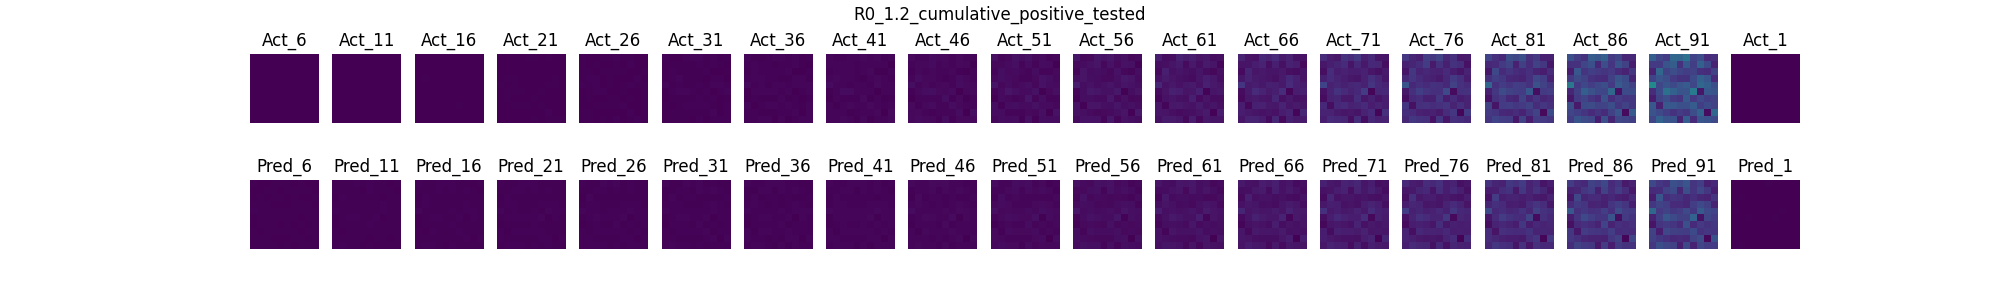 R0_1.2_cumulative_positive_tested
Act_6 Act_11 Act_16 Act_21 Act_26 Act_31 Act_36 Act_41 Act_46 Act_51 Act_56 Act_61 Act_66 Act_71 Act_76 Act_81 Act_86 Act_91 Act_1
Pred_6 Pred_11 Pred_16 Pred_21 Pred_26 Pred_31 Pred_36 Pred_41 Pred_46 Pred_51 Pred_56 Pred_61 Pred_66 Pred_71 Pred_76 Pred_81 Pred_86 Pred_91 Pred_1